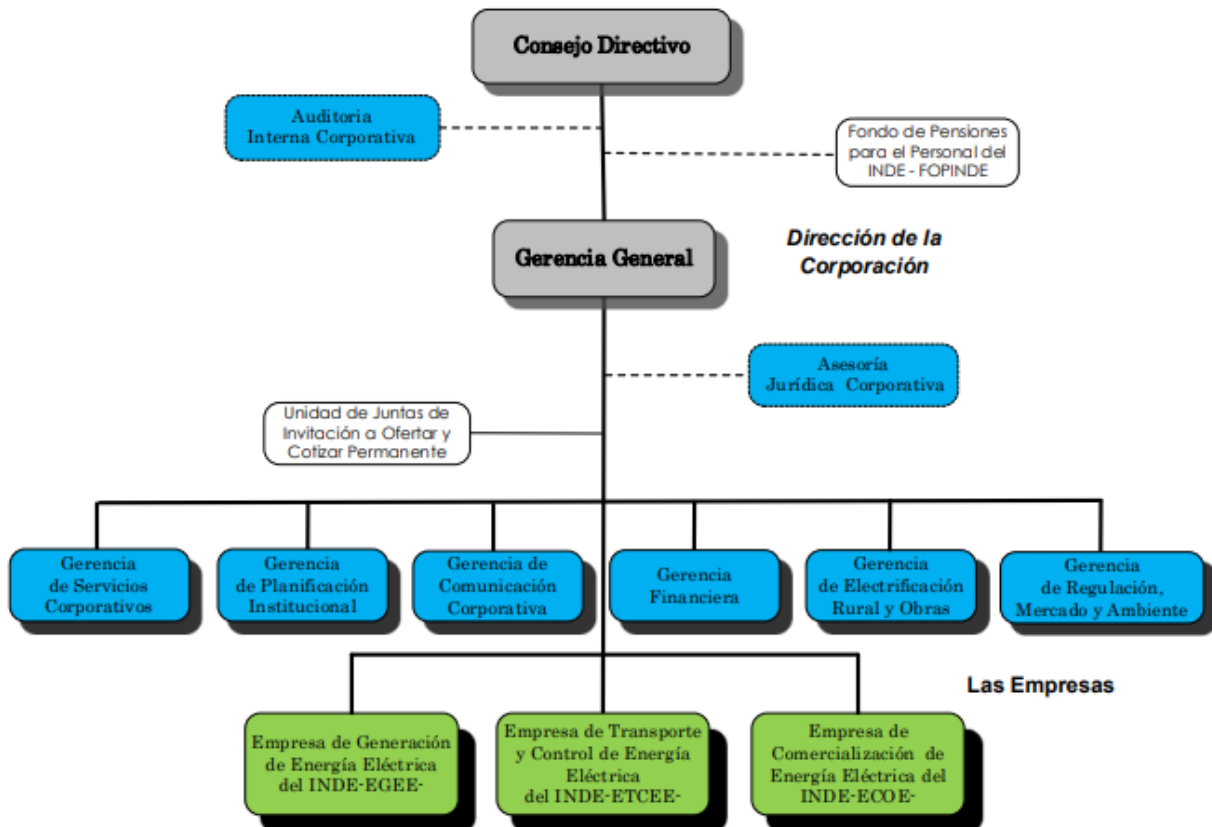 Consejo Directivo
Auditoria
Interna Corporativa
Fondo de Pensiones
para el Personal del
INDE - FOPINDE
Gerencia General
Dirección de la
Corporación
Asesoría
Jurídica Corporativa
Unidad de Juntas de
Invitación a Ofertar y
Cotizar Permanente
Gerencia
de Servicios
Corporativos
Gerencia
de Planificación
Institucional
Gerencia de
Comunicación
Corporativa
Gerencia
Financiera
Gerencia
de Electrificación
Rural y Obras
Gerencia
de Regulación,
Mercado y Ambiente
Las Empresas
Empresa de Generación
de Energía Eléctrica
del INDE-EGEE-
Empresa de Transporte
y Control de Energía
Eléctrica
del INDE-ETCEE-
Empresa de
Comercialización de
Energía Eléctrica del
INDE-ECOE-